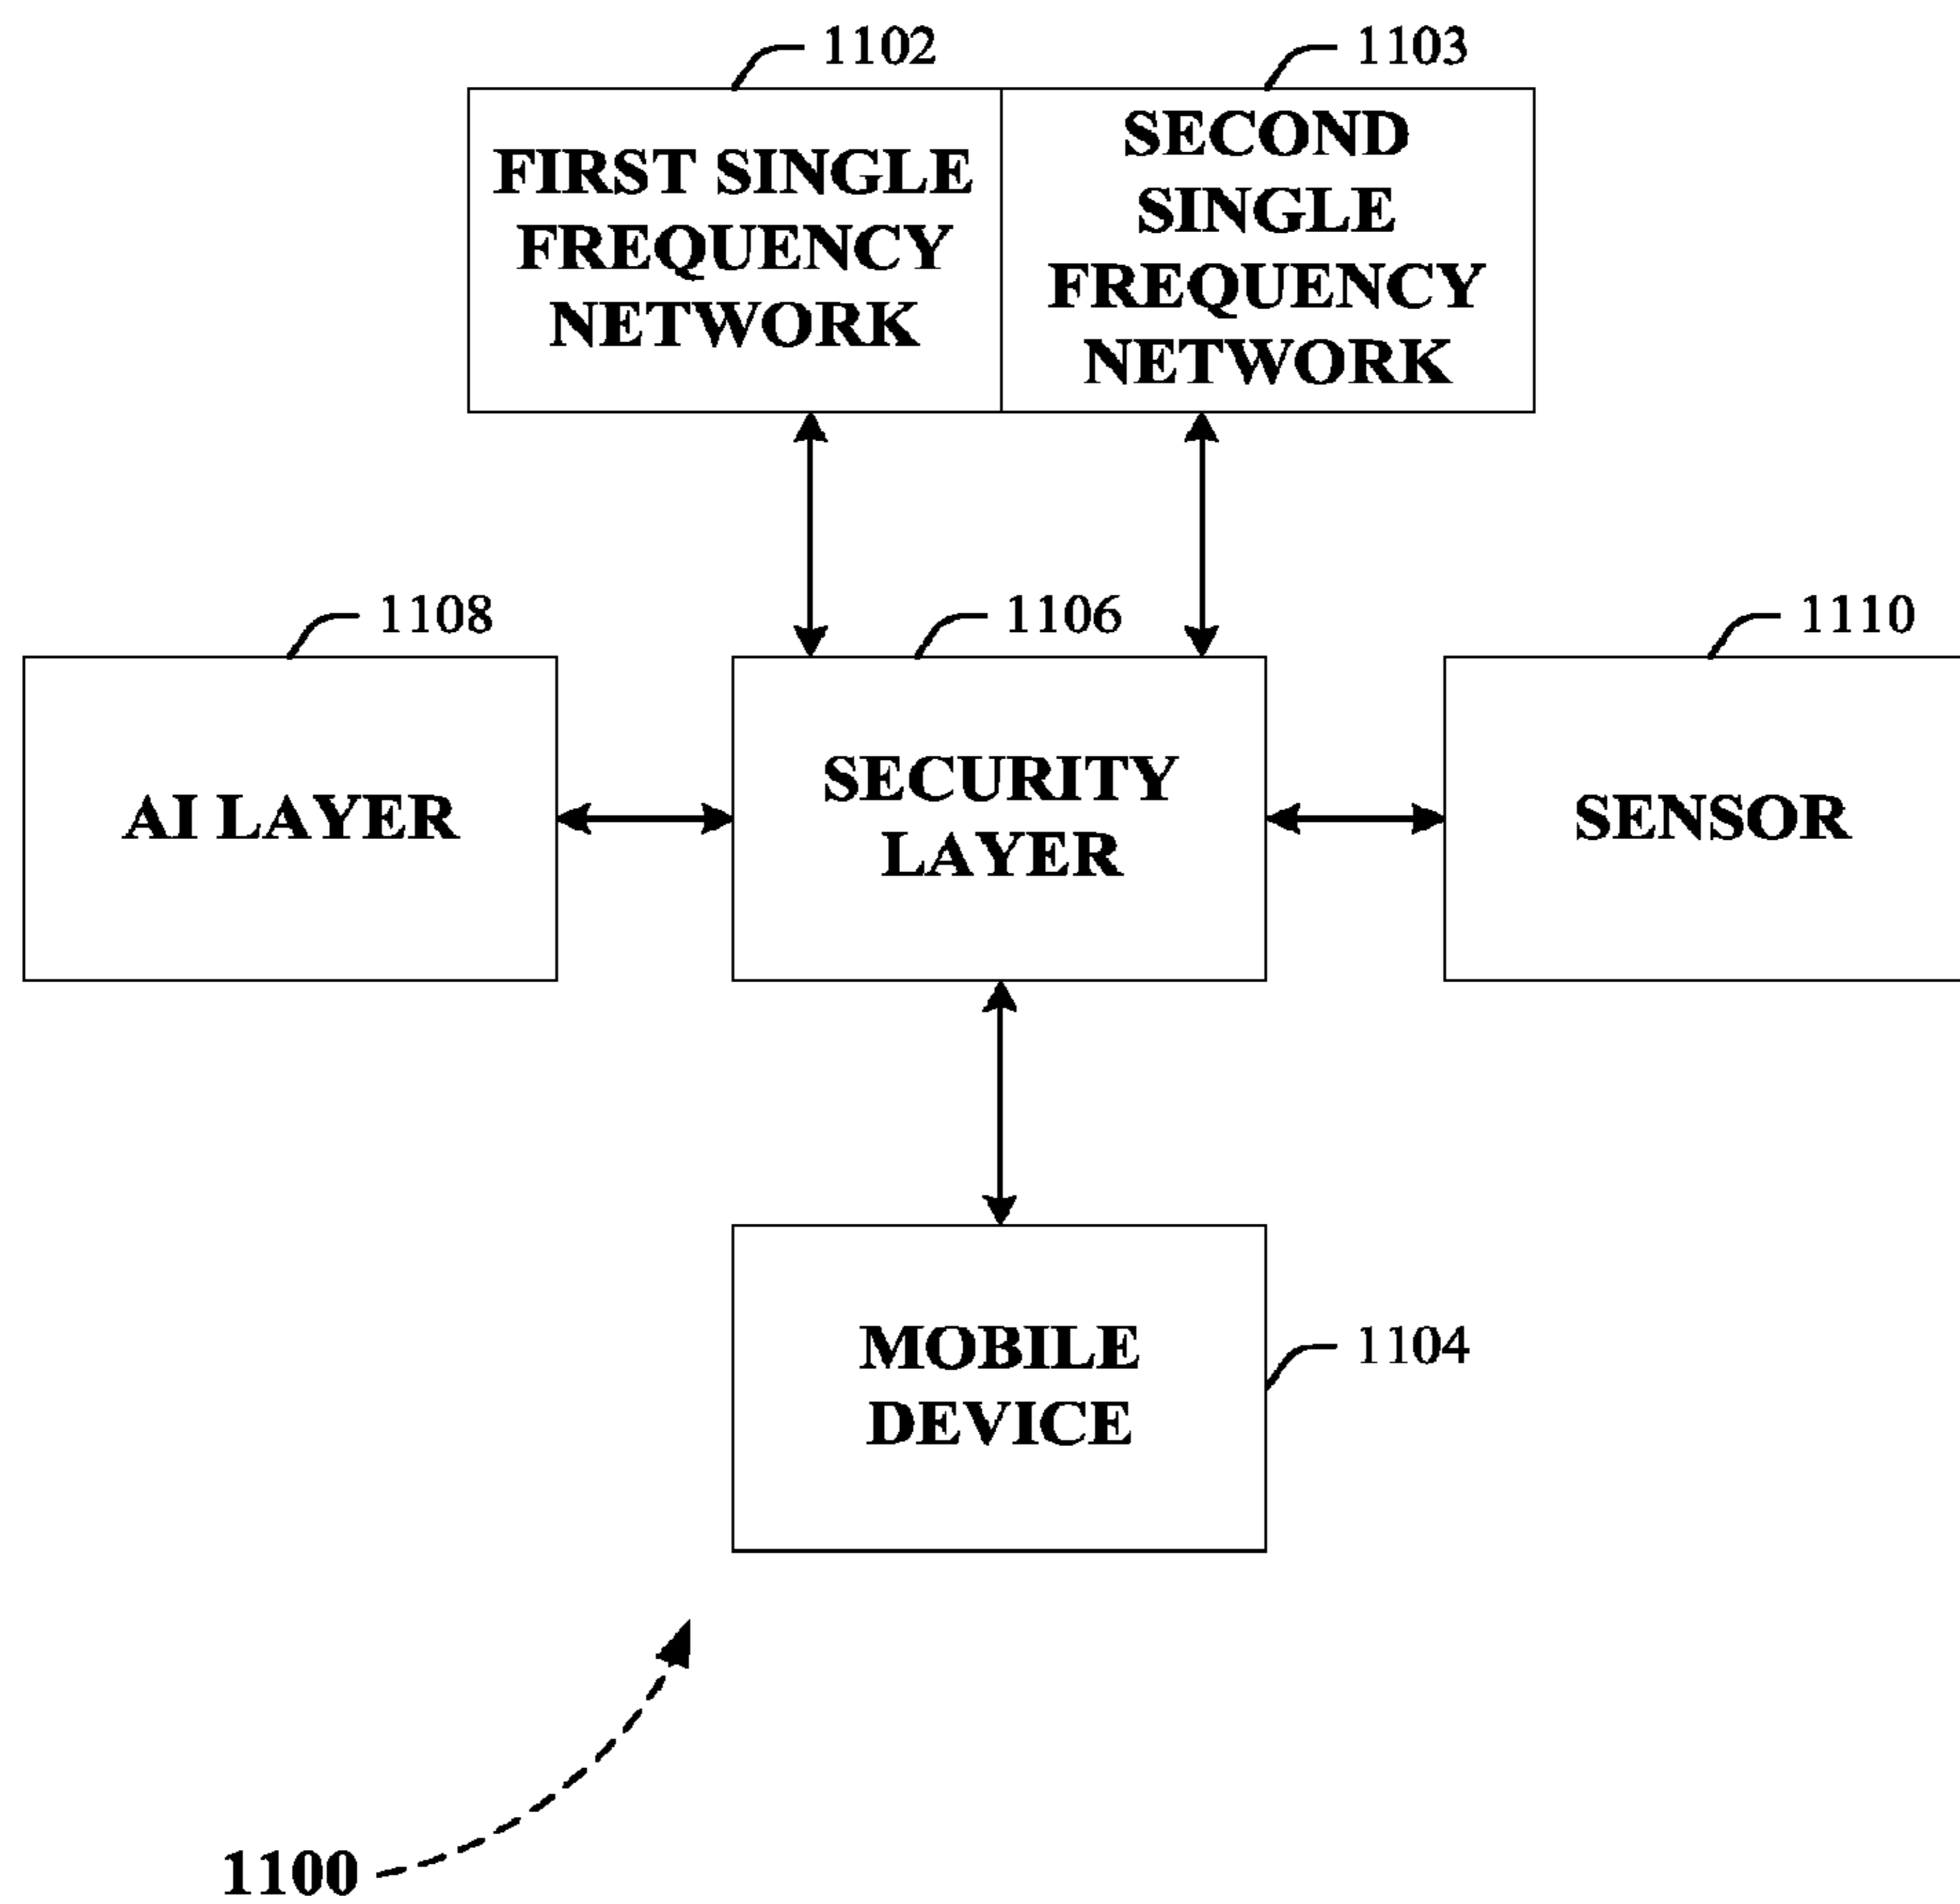 1102
1103
FIRST SINGLE
FREQUENCY
NETWORK
SECOND
SINGLE
FREQUENCY
NETWORK
1108
1106
1110
AI LAYER
SECURITY
LAYER
SENSOR
MOBILE
DEVICE
1104
1100